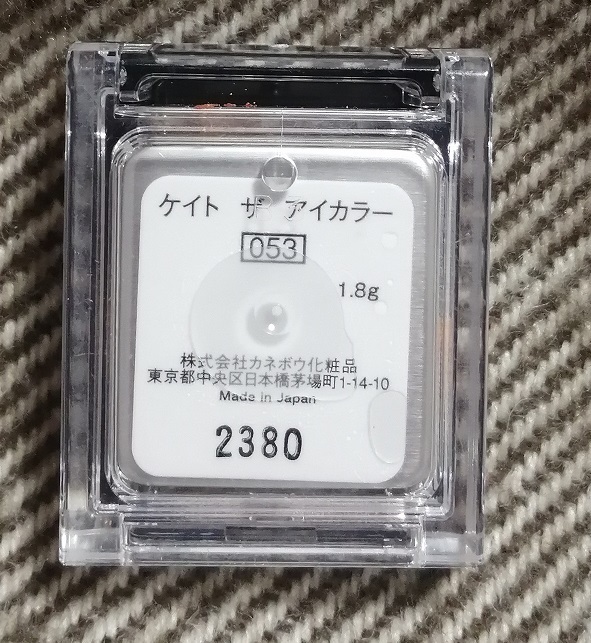 ケイト ザ アイカラー
053
1.8g
株式会社カネボウ化粧品
東京都中央区日本橋茅場町1-14-10
Made in Japan
2380